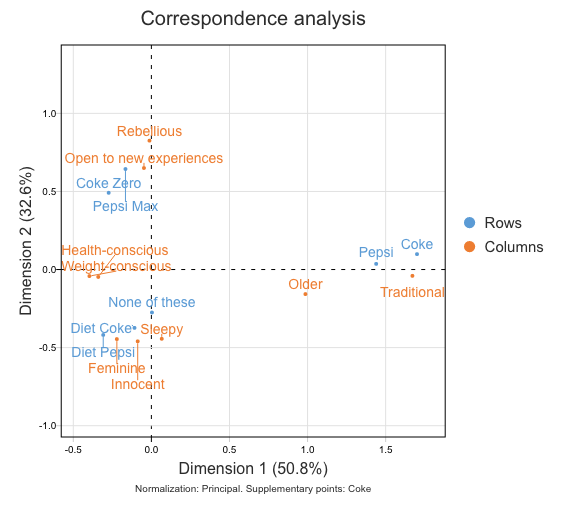 Correspondence analysis
Dimension 2 (32.6%)
1.0
0.5
0.0
-0.5
-1.0
Rebellious
Open to new experiences
Coke Zero
Pepsi Max
Health-conscious
Weight-conscious
Coke
Pepsi
Older
Traditional
None of these
Diet Coke
Sleepy
Diet Pepsi
Feminine
Innocent
-0.5
0.0
0.5
1.0
1.5
Dimension 1 (50.8%)
Normalization: Principal. Supplementary points: Coke
Rows
Columns